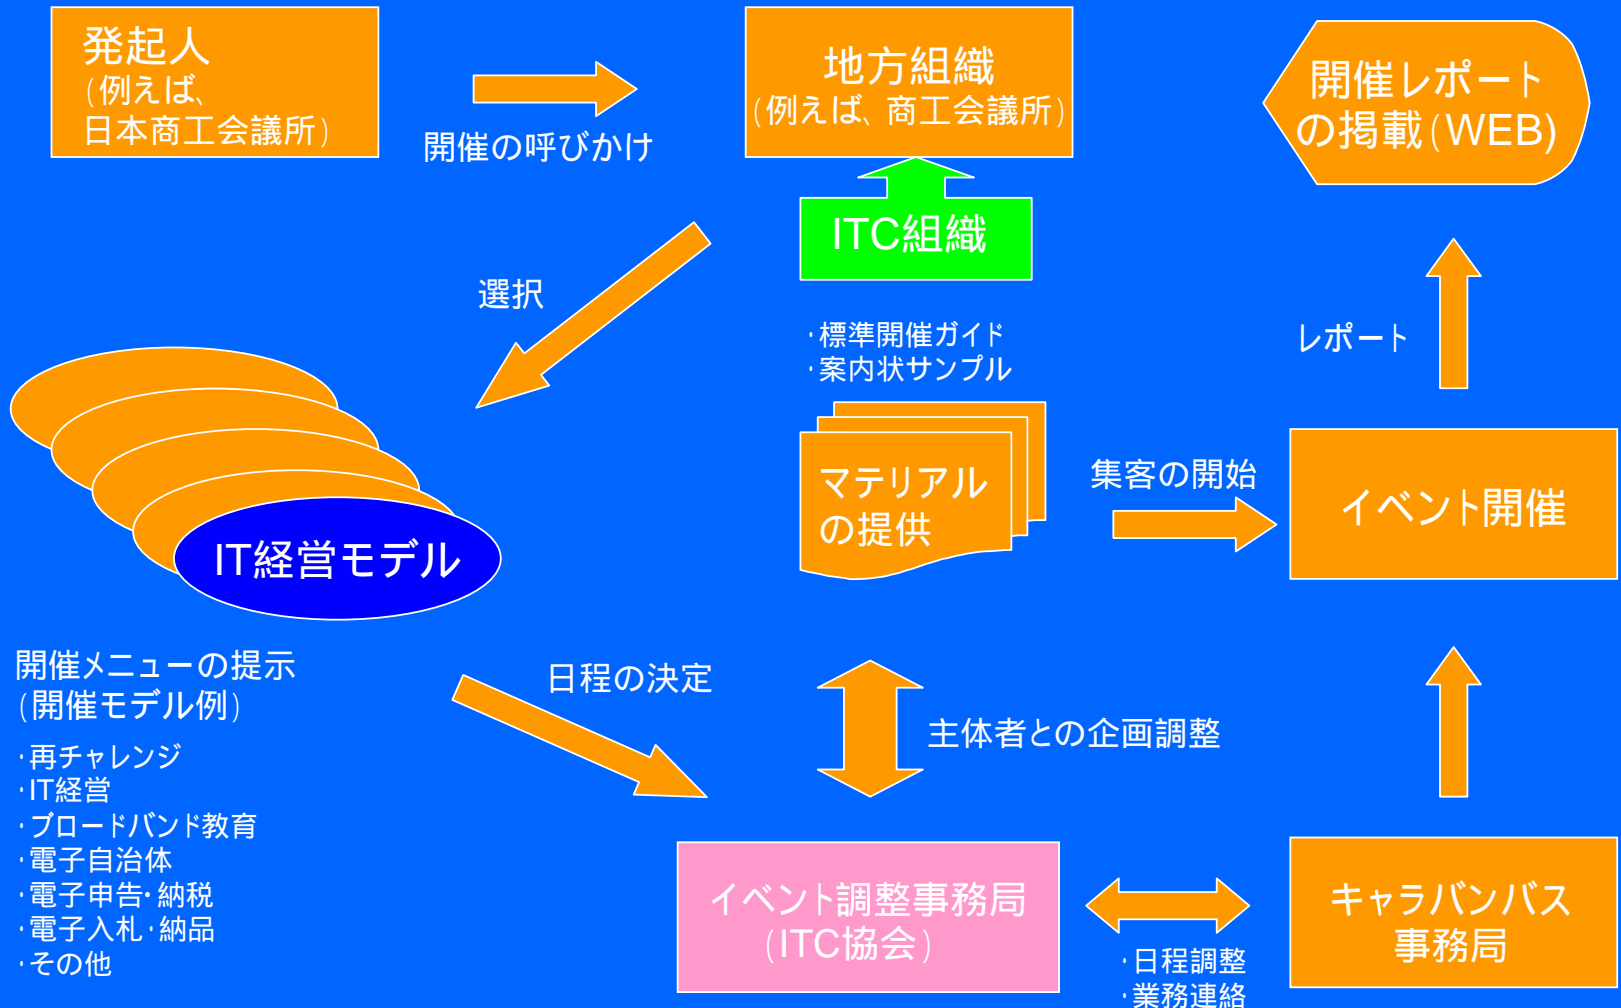 発起人
(例えば、
日本商工会議所)
開催の呼びかけ
地方組織
(例えば、商工会議所)
ITC組織
開催レポート
の掲載(WEB)
選択
・標準開催ガイド
・案内状サンプル
レポート
マテリアル
の提供
集客の開始
イベント開催
IT経営モデル
開催メニューの提示
(開催モデル例)
・再チャレンジ
・IT経営
・ブロードバンド教育
・電子自治体
・電子申告・納税
・電子入札・納品
・その他
日程の決定
主体者との企画調整
イベント調整事務局
(ITC協会)
・日程調整
・業務連絡
キャラバンバス
事務局